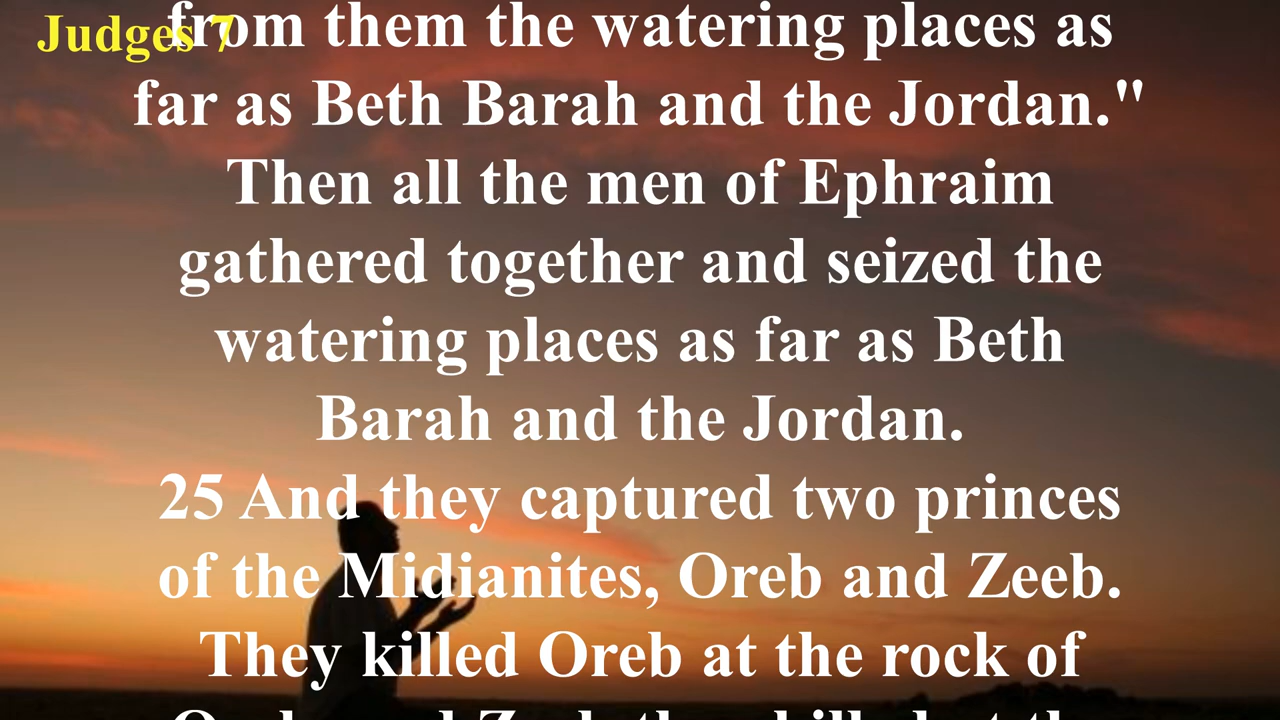 Judges 7
from them the watering places as
far as Beth Barah and the Jordan."
Then all the men of Ephraim
gathered together and seized the
watering places as far as Beth
Barah and the Jordan.
25 And they captured two princes
of the Midianites, Oreb and Zeeb.
They killed Oreb at the rock of